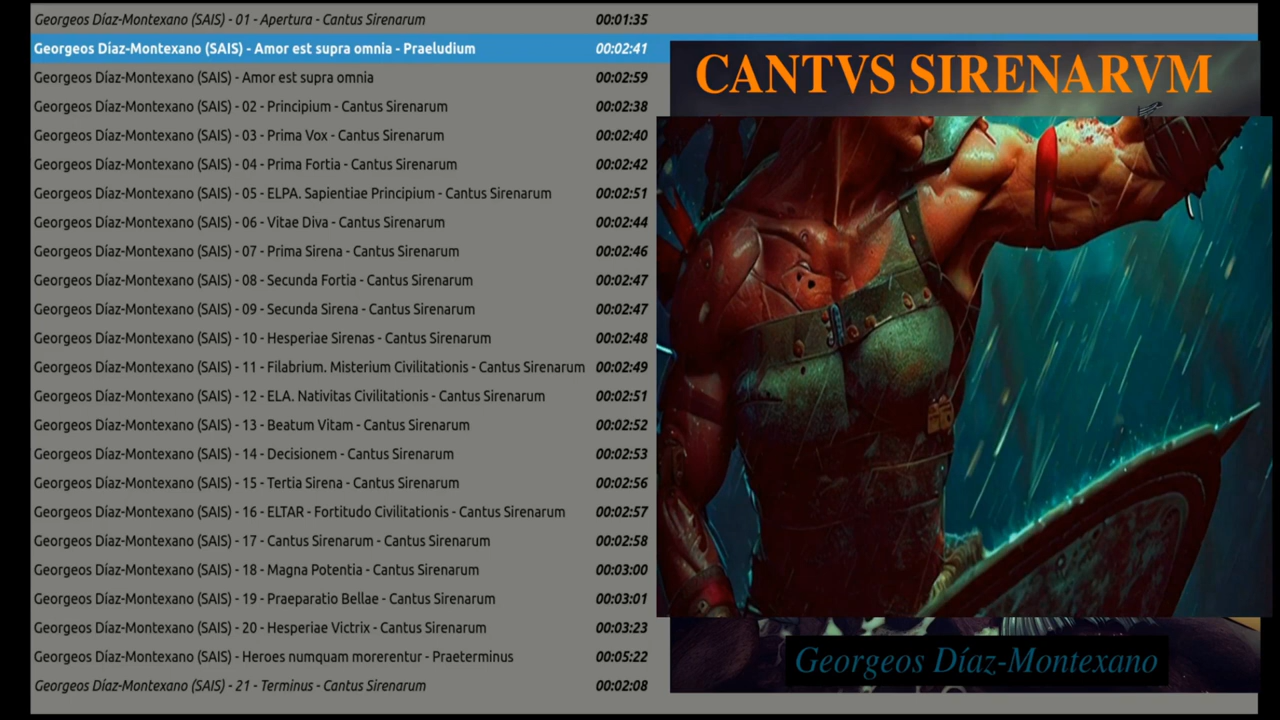 Georgeos Díaz-Montexano (SAIS) - 01 - Apertura - Cantus Sirenarum 00:01:35
Georgeos Díaz-Montexano (SAIS) - Amor est supra omnia - Praeludium 00:02:41
Georgeos Díaz-Montexano (SAIS) - Amor est supra omnia 00:02:59
Georgeos Díaz-Montexano (SAIS) - 02 - Principium - Cantus Sirenarum 00:02:38
Georgeos Díaz-Montexano (SAIS) - 03 - Prima Vox - Cantus Sirenarum 00:02:40
Georgeos Díaz-Montexano (SAIS) - 04 - Prima Fortia - Cantus Sirenarum 00:02:42
Georgeos Díaz-Montexano (SAIS) - 05 - ELPA. Sapientiae Principium - Cantus Sirenarum 00:02:51
Georgeos Díaz-Montexano (SAIS) - 06 - Vitae Diva - Cantus Sirenarum 00:02:44
Georgeos Díaz-Montexano (SAIS) - 07 - Prima Sirena - Cantus Sirenarum 00:02:46
Georgeos Díaz-Montexano (SAIS) - 08 - Secunda Fortia - Cantus Sirenarum 00:02:47
Georgeos Díaz-Montexano (SAIS) - 09 - Secunda Sirena - Cantus Sirenarum 00:02:47
Georgeos Díaz-Montexano (SAIS) - 10 - Hesperiae Sirenas - Cantus Sirenarum 00:02:48
Georgeos Díaz-Montexano (SAIS) - 11 - Filabrium. Misterium Civilitationis - Cantus Sirenarum 00:02:49
Georgeos Díaz-Montexano (SAIS) - 12 - ELA. Nativitas Civilitationis - Cantus Sirenarum 00:02:51
Georgeos Díaz-Montexano (SAIS) - 13 - Beatum Vitam - Cantus Sirenarum 00:02:52
Georgeos Díaz-Montexano (SAIS) - 14 - Decisionem - Cantus Sirenarum 00:02:53
Georgeos Díaz-Montexano (SAIS) - 15 - Tertia Sirena - Cantus Sirenarum 00:02:56
Georgeos Díaz-Montexano (SAIS) - 16 - ELTAR - Fortitudo Civilitationis - Cantus Sirenarum 00:02:57
Georgeos Díaz-Montexano (SAIS) - 17 - Cantus Sirenarum - Cantus Sirenarum 00:02:58
Georgeos Díaz-Montexano (SAIS) - 18 - Magna Potentia - Cantus Sirenarum 00:03:00
Georgeos Díaz-Montexano (SAIS) - 19 - Praeparatio Bellae - Cantus Sirenarum 00:03:01
Georgeos Díaz-Montexano (SAIS) - 20 - Hesperiae Victrix - Cantus Sirenarum 00:03:23
Georgeos Díaz-Montexano (SAIS) - Heroes numquam morerentur - Praeterminus 00:05:22
Georgeos Díaz-Montexano (SAIS) - 21 - Terminus - Cantus Sirenarum 00:02:08
CANTVS SIRENARVM
Georgeos Díaz-Montexano